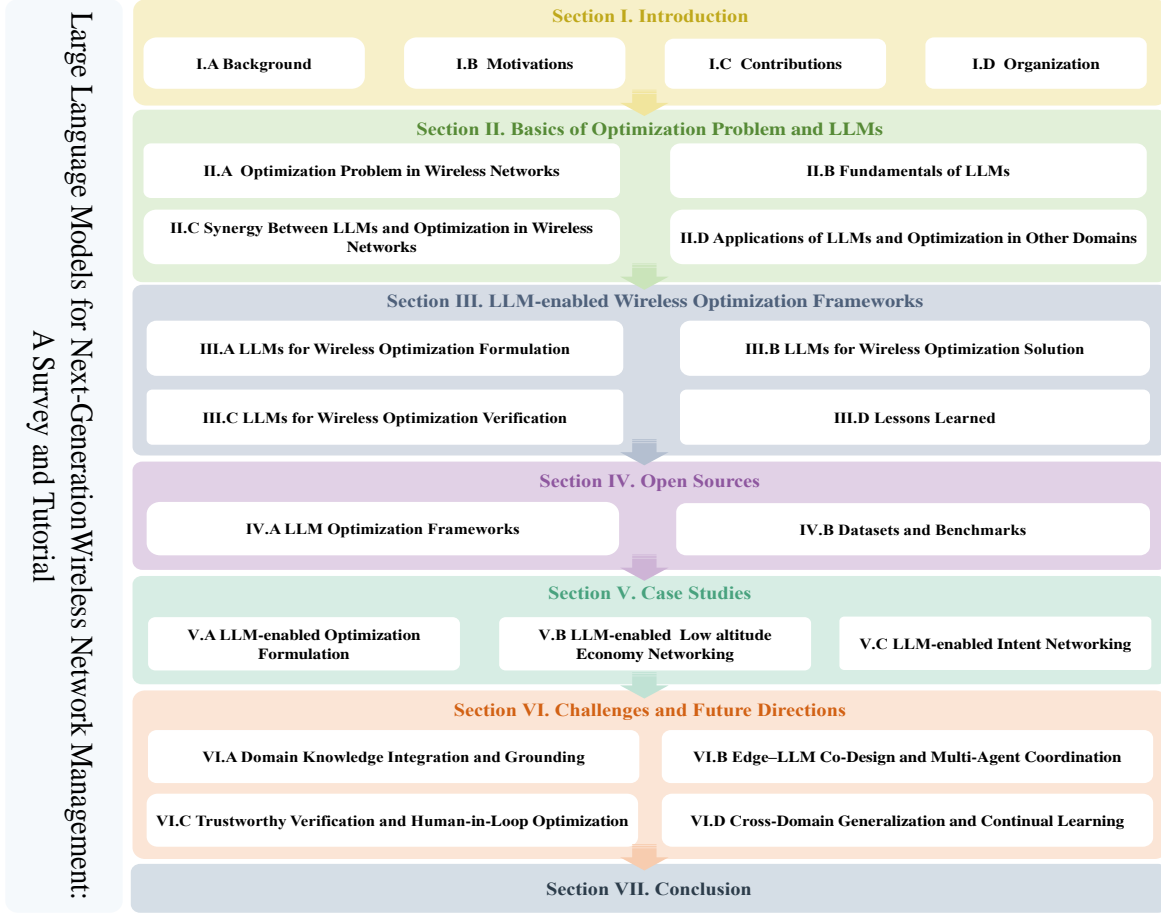 Large Language Models for Next-GenerationWireless Network Management:
A Survey and Tutorial
Section I. Introduction
I.A Background
I.B Motivations
I.C Contributions
I.D Organization
Section II. Basics of Optimization Problem and LLMs
II.A Optimization Problem in Wireless Networks
II.B Fundamentals of LLMs
II.C Synergy Between LLMs and Optimization in Wireless
Networks
II.D Applications of LLMs and Optimization in Other Domains
Section III. LLM-enabled Wireless Optimization Frameworks
III.A LLMs for Wireless Optimization Formulation
III.B LLMs for Wireless Optimization Solution
III.C LLMs for Wireless Optimization Verification
III.D Lessons Learned
Section IV. Open Sources
IV.A LLM Optimization Frameworks
IV.B Datasets and Benchmarks
Section V. Case Studies
V.A LLM-enabled Optimization
Formulation
V.B LLM-enabled Low altitude
Economy Networking
V.C LLM-enabled Intent Networking
Section VI. Challenges and Future Directions
VI.A Domain Knowledge Integration and Grounding
VI.B Edge–LLM Co-Design and Multi-Agent Coordination
VI.C Trustworthy Verification and Human-in-Loop Optimization
VI.D Cross-Domain Generalization and Continual Learning
Section VII. Conclusion